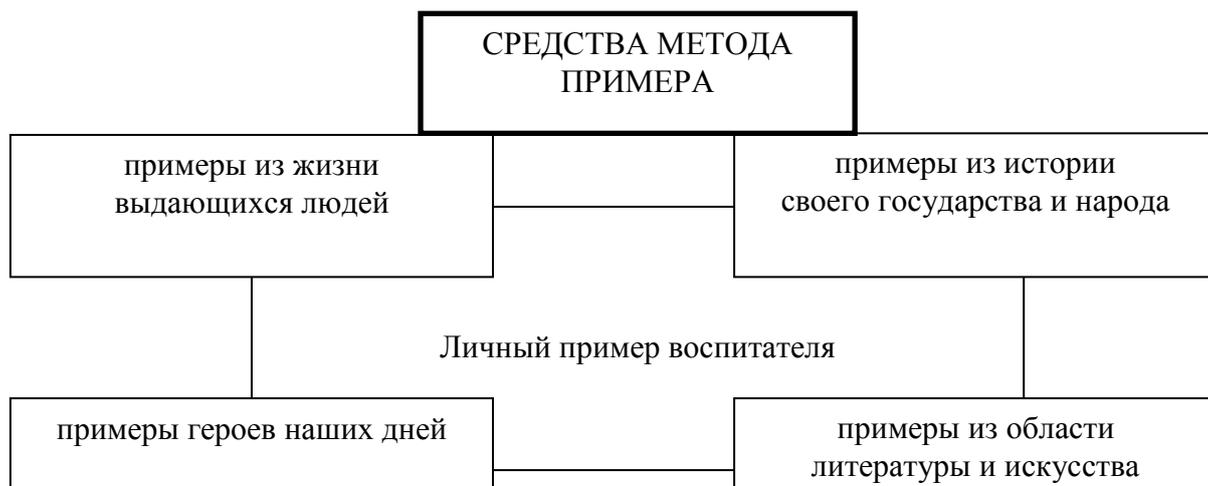 СРЕДСТВА МЕТОДА
ПРИМЕРА
примеры из жизни
выдающихся людей
примеры из истории
своего государства и народа
Личный пример воспитателя
примеры героев наших дней
примеры из области
литературы и искусства